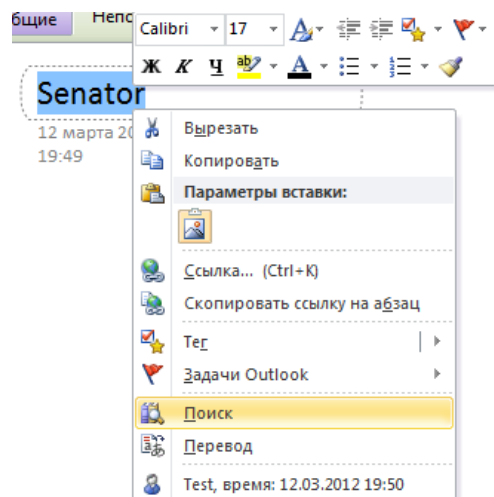 бщие
Calibri 17
Ж К Ч ab А
Senator
12 марта 20
19:49
Вырезать
Копировать
Параметры вставки:
Ссылка... (Ctrl+K)
Скопировать ссылку на абзац
Тег
Задачи Outlook
Поиск
Перевод
Test, время: 12.03.2012 19:50